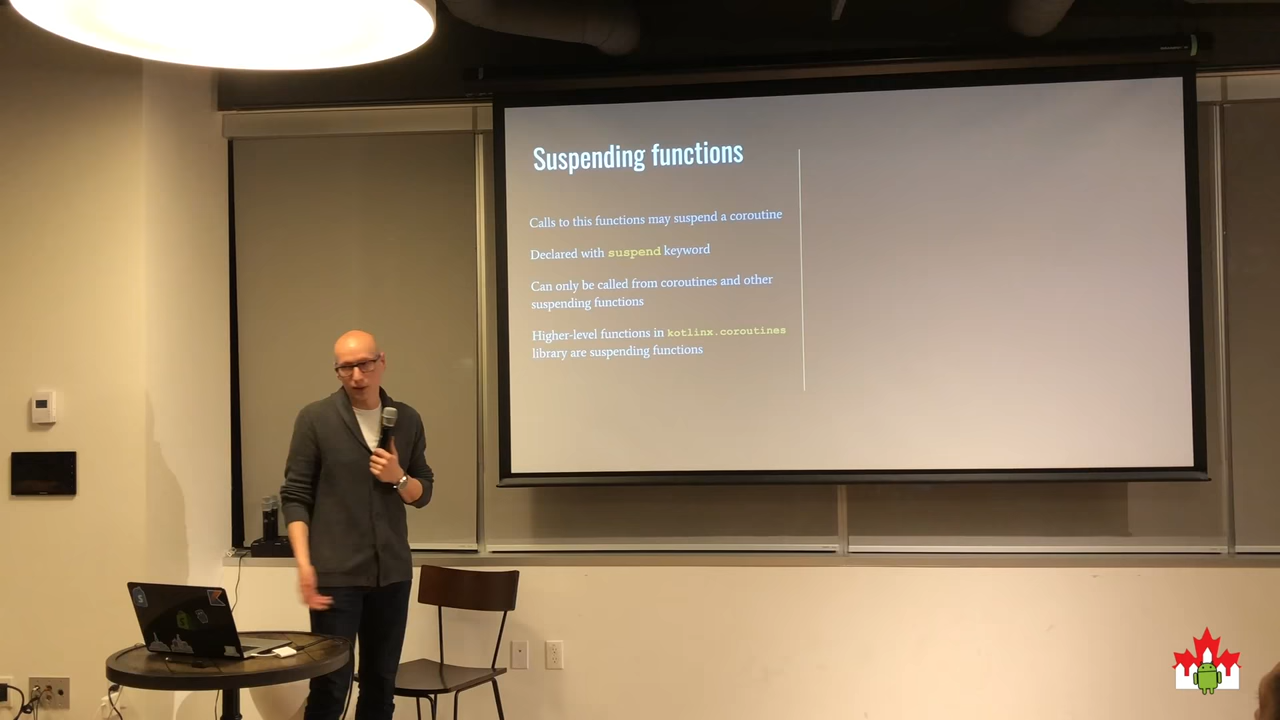 Suspending functions
Calls to this functions may suspend a coroutine
Declared with suspend keyword
Can only be called from coroutines and other
suspending functions
Higher-level functions in kotlinx.coroutines
library are suspending functions